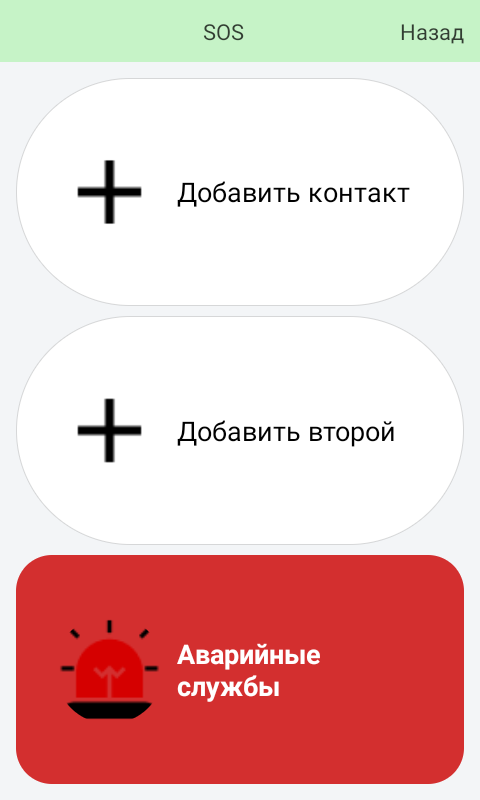 SOS
Назад
Добавить контакт
Добавить второй
Аварийные
службы